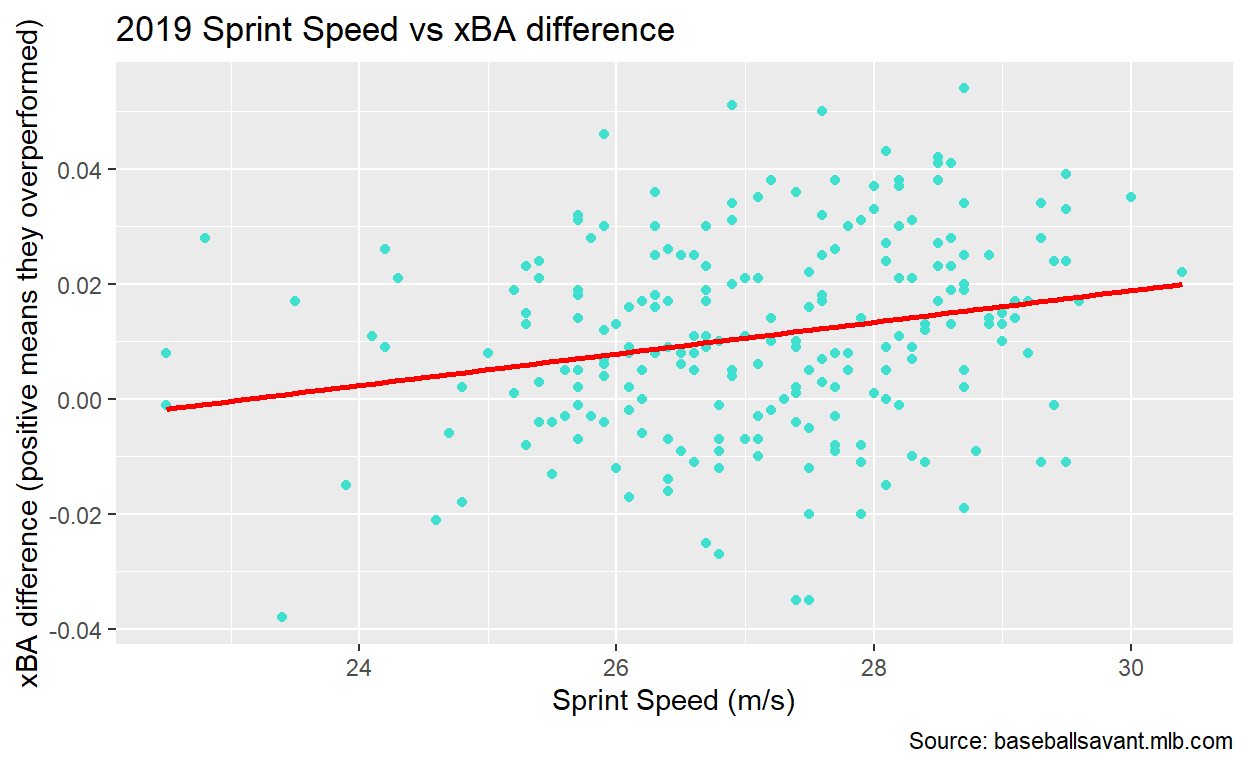 2019 Sprint Speed vs xBA difference
xBA difference (positive means they overperformed)
0.04
0.02
0.00
-0.02
-0.04
24
26
28
30
Sprint Speed (m/s)
Source: baseballsavant.mlb.com